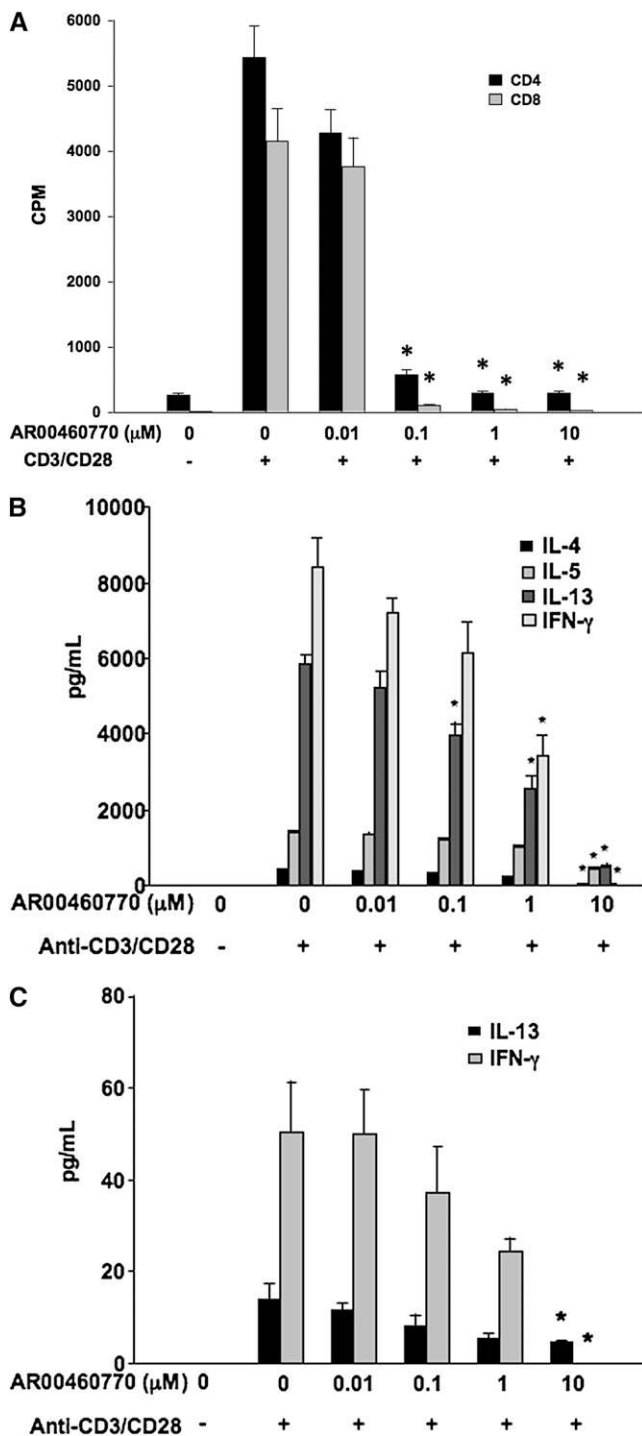 A
6000
5000
4000
3000
2000
1000
0
CPM
CD4
CD8
* * * * * *
AR00460770 (µM) 0 0 0.01 0.1 1 10
CD3/CD28 - + + + + +
B
10000
8000
6000
4000
2000
0
pg/mL
IL-4
IL-5
IL-13
IFN-γ
* * * * * * *
AR00460770 (µM) 0 0 0.01 0.1 1 10
Anti-CD3/CD28 - + + + + +
C
80
60
40
20
0
pg/mL
IL-13
IFN-γ
* *
AR00460770 (µM) 0 0 0.01 0.1 1 10
Anti-CD3/CD28 - + + + + +